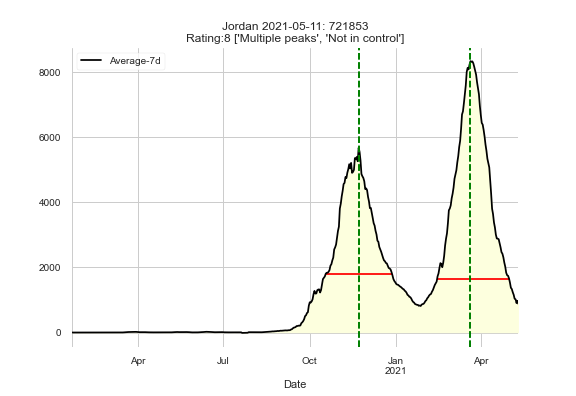 Jordan 2021-05-11: 721853
Rating:8 ['Multiple peaks', 'Not in control']
Average-7d
8000
6000
4000
2000
0
Apr
Jul
Oct
Jan
2021
Apr
Date